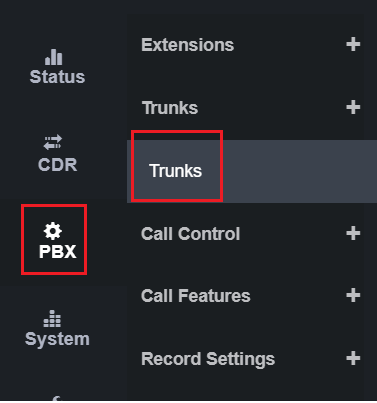 Status
CDR
PBX
System
Extensions
Trunks
Trunks
Call Control
Call Features
Record Settings